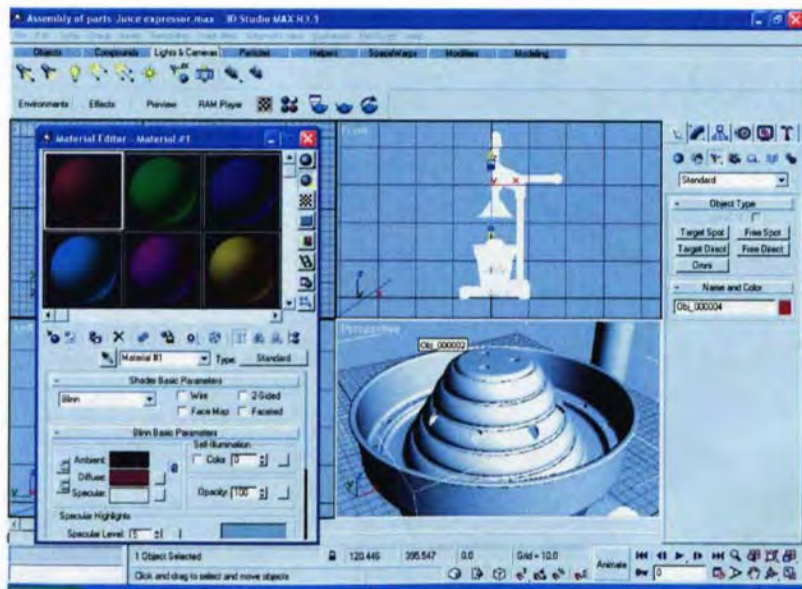 Assembly of parts Juice expressor.max - 3D Studio MAX R3.1
Objects Compounds Lights & Cameras Particles Helpers SpaceWarps Modifiers Modeling
Environments Effects Preview RAM Player
Material Editor - Material #1
Front
Standard
Object Type
Target Spot Free Spot
Target Direct Free Direct
Omni
Name and Color
Obj_000004
Perspective
Obj_000002
Material #1 Type: Standard
Shader Basic Parameters
Blinn Wire 2-Sided
Face Map Faceted
Blinn Basic Parameters
Self-Illumination
Ambient: Color 0
Diffuse:
Specular: Opacity: 100
Specular Highlights
Specular Level: 5
1 Object Selected 120.446 395.547 0.0 Grid = 10.0 Animate
Click and drag to select and move objects 0